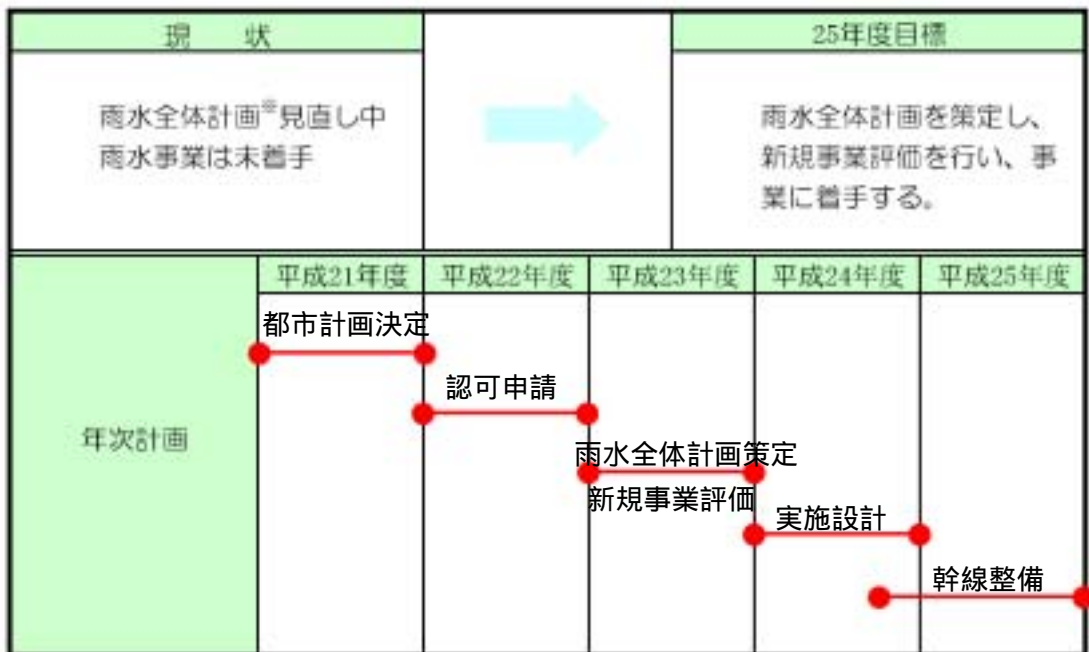 現　状
25年度目標
雨水全体計画※見直し中
雨水事業は未着手
雨水全体計画を策定し、
新規事業評価を行い、事
業に着手する。
年次計画
平成21年度
平成22年度
平成23年度
平成24年度
平成25年度
都市計画決定
認可申請
雨水全体計画策定
新規事業評価
実施設計
幹線整備